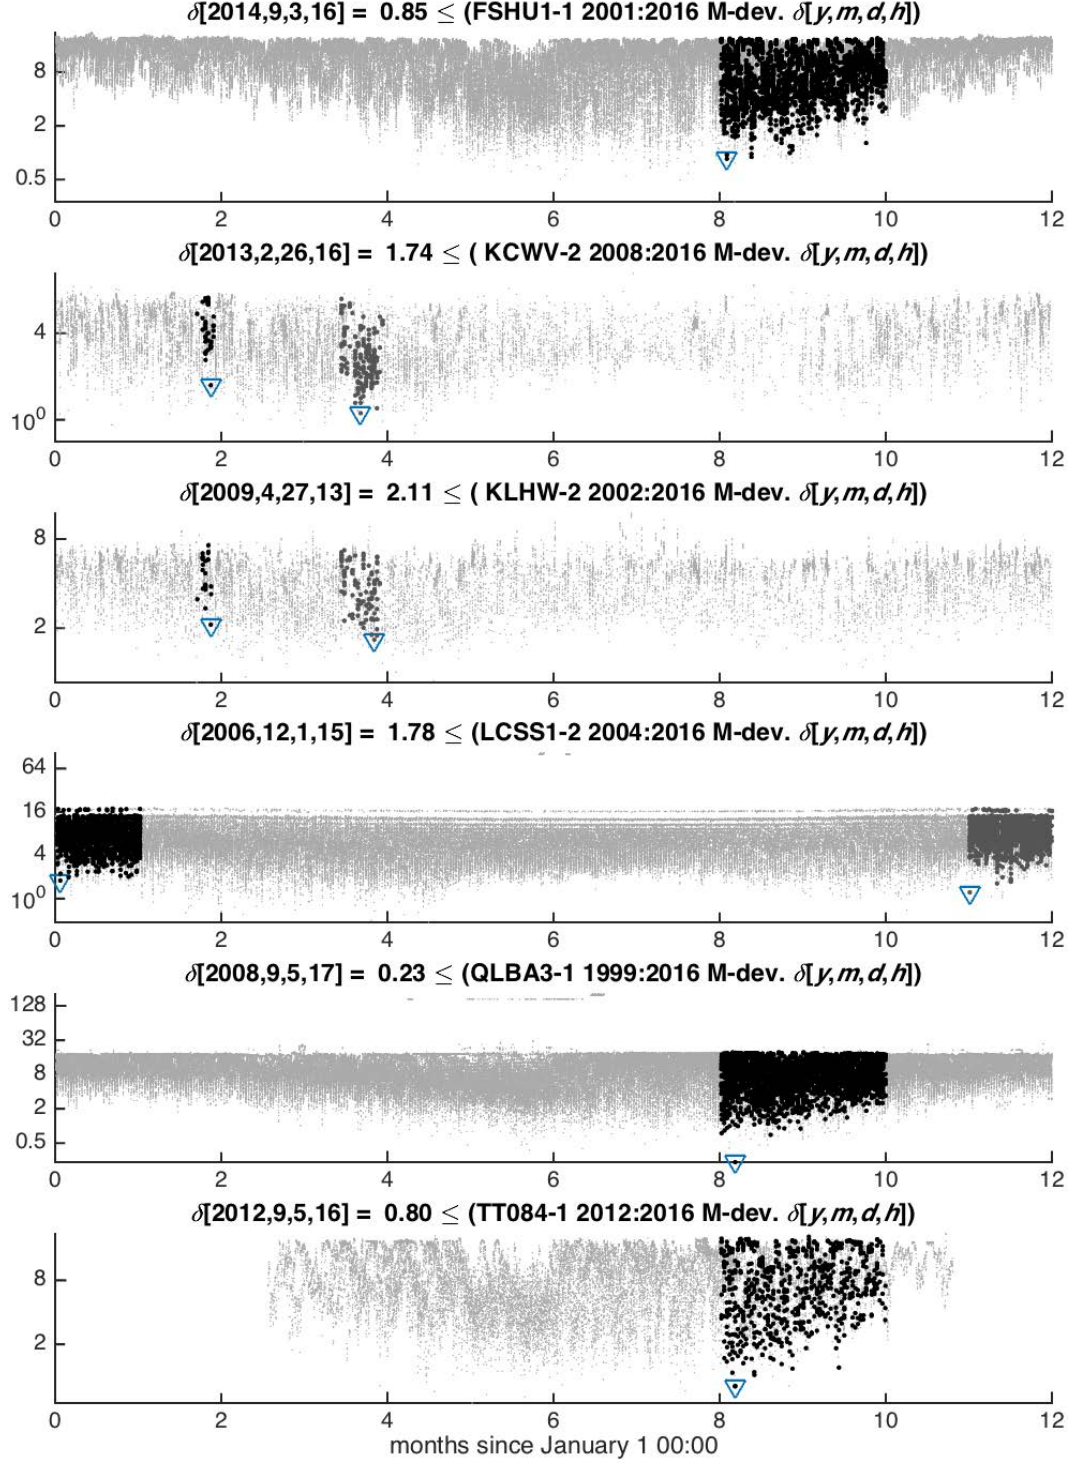 δ[2014,9,3,16] = 0.85 ≤ (FSHU1-1 2001:2016 M-dev. δ[y,m,d,h])
8
2
0.5
0 2 4 6 8 10 12
δ[2013,2,26,16] = 1.74 ≤ ( KCWV-2 2008:2016 M-dev. δ[y,m,d,h])
4
10⁰
0 2 4 6 8 10 12
δ[2009,4,27,13] = 2.11 ≤ ( KLHW-2 2002:2016 M-dev. δ[y,m,d,h])
8
2
0 2 4 6 8 10 12
δ[2006,12,1,15] = 1.78 ≤ (LCSS1-2 2004:2016 M-dev. δ[y,m,d,h])
64
16
4
10⁰
0 2 4 6 8 10 12
δ[2008,9,5,17] = 0.23 ≤ (QLBA3-1 1999:2016 M-dev. δ[y,m,d,h])
128
32
8
2
0.5
0 2 4 6 8 10 12
δ[2012,9,5,16] = 0.80 ≤ (TT084-1 2012:2016 M-dev. δ[y,m,d,h])
8
2
0 2 4 6 8 10 12
months since January 1 00:00